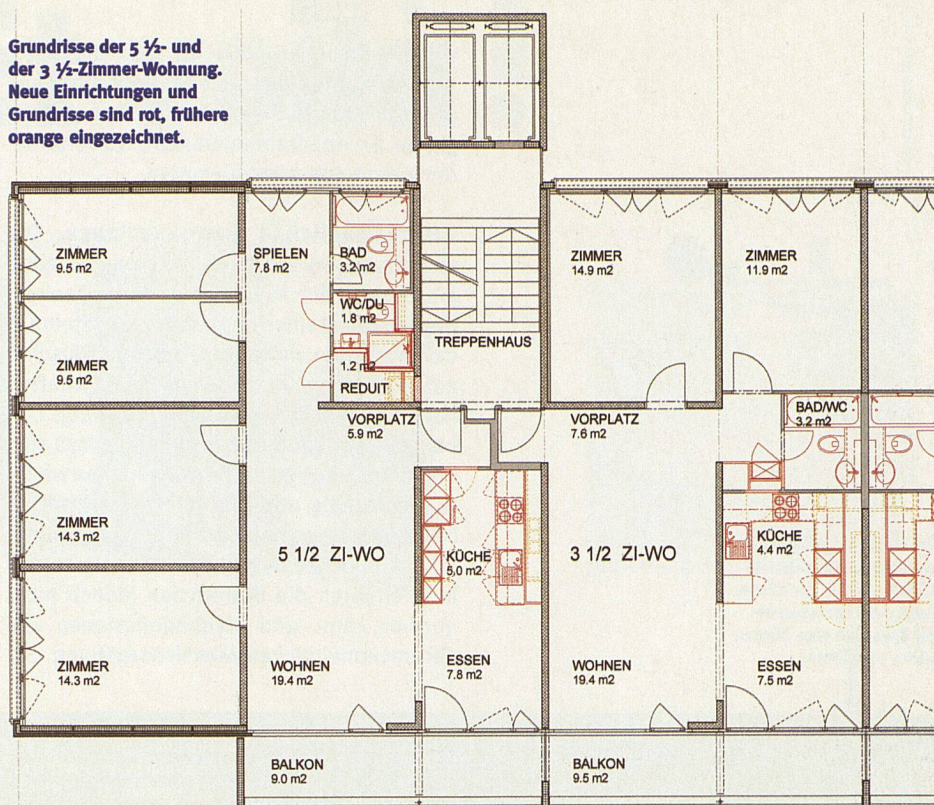 Grundrisse der 5 ½- und
der 3 ½-Zimmer-Wohnung.
Neue Einrichtungen und
Grundrisse sind rot, frühere
orange eingezeichnet.
ZIMMER
9.5 m2
SPIELEN
7.8 m2
BAD
3.2 m2
ZIMMER
14.9 m2
ZIMMER
11.9 m2
WC/DU
1.8 m2
ZIMMER
9.5 m2
1.2 m2
REDUIT
TREPPENHAUS
VORPLATZ
5.9 m2
VORPLATZ
7.6 m2
BAD/WC
3.2 m2
ZIMMER
14.3 m2
5 1/2 ZI-WO
KÜCHE
5,0 m2
3 1/2 ZI-WO
KÜCHE
4.4 m2
ZIMMER
14.3 m2
WOHNEN
19.4 m2
ESSEN
7.8 m2
WOHNEN
19.4 m2
ESSEN
7.5 m2
BALKON
9.0 m2
BALKON
9.5 m2